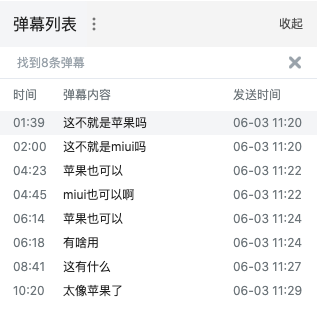 弹幕列表 收起
找到8条弹幕
时间 弹幕内容 发送时间
01:39 这不就是苹果吗 06-03 11:20
02:00 这不就是miui吗 06-03 11:20
04:23 苹果也可以 06-03 11:22
04:45 miui也可以啊 06-03 11:22
06:14 苹果也可以 06-03 11:24
06:18 有啥用 06-03 11:24
08:41 这有什么 06-03 11:27
10:20 太像苹果了 06-03 11:29